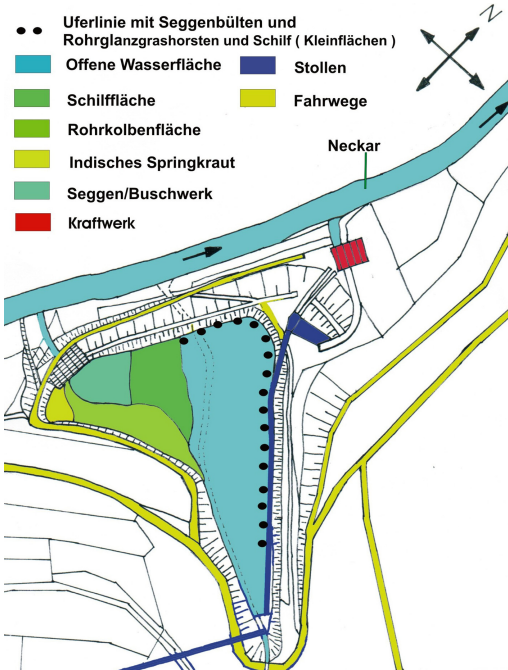 Uferlinie mit Seggenbülten und
Rohrglanzgrashorsten und Schilf ( Kleinflächen )
Offene Wasserfläche
Stollen
Schilffläche
Fahrwege
Rohrkolbenfläche
Indisches Springkraut
Seggen/Buschwerk
Kraftwerk
N
Neckar